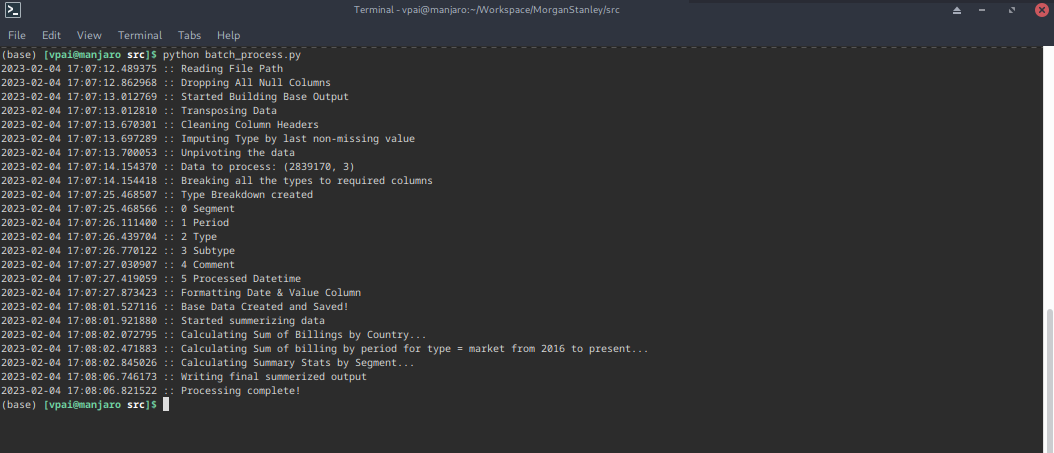 Terminal - vpai@manjaro:~/Workspace/MorganStanley/src
File Edit View Terminal Tabs Help
(base) [vpai@manjaro src]$ python batch_process.py
2023-02-04 17:07:12.489375 :: Reading File Path
2023-02-04 17:07:12.862968 :: Dropping All Null Columns
2023-02-04 17:07:13.012769 :: Started Building Base Output
2023-02-04 17:07:13.012810 :: Transposing Data
2023-02-04 17:07:13.670301 :: Cleaning Column Headers
2023-02-04 17:07:13.697289 :: Imputing Type by last non-missing value
2023-02-04 17:07:13.700053 :: Unpivoting the data
2023-02-04 17:07:14.154370 :: Data to process: (2839170, 3)
2023-02-04 17:07:14.154418 :: Breaking all the types to required columns
2023-02-04 17:07:25.468507 :: Type Breakdown created
2023-02-04 17:07:25.468566 :: 0 Segment
2023-02-04 17:07:26.111400 :: 1 Period
2023-02-04 17:07:26.439704 :: 2 Type
2023-02-04 17:07:26.770122 :: 3 Subtype
2023-02-04 17:07:27.030907 :: 4 Comment
2023-02-04 17:07:27.419059 :: 5 Processed Datetime
2023-02-04 17:07:27.873423 :: Formatting Date & Value Column
2023-02-04 17:08:01.527116 :: Base Data Created and Saved!
2023-02-04 17:08:01.921880 :: Started summerizing data
2023-02-04 17:08:02.072795 :: Calculating Sum of Billings by Country...
2023-02-04 17:08:02.471883 :: Calculating Sum of billing by period for type = market from 2016 to present...
2023-02-04 17:08:02.845026 :: Calculating Summary Stats by Segment...
2023-02-04 17:08:06.746173 :: Writing final summerized output
2023-02-04 17:08:06.821522 :: Processing complete!
(base) [vpai@manjaro src]$